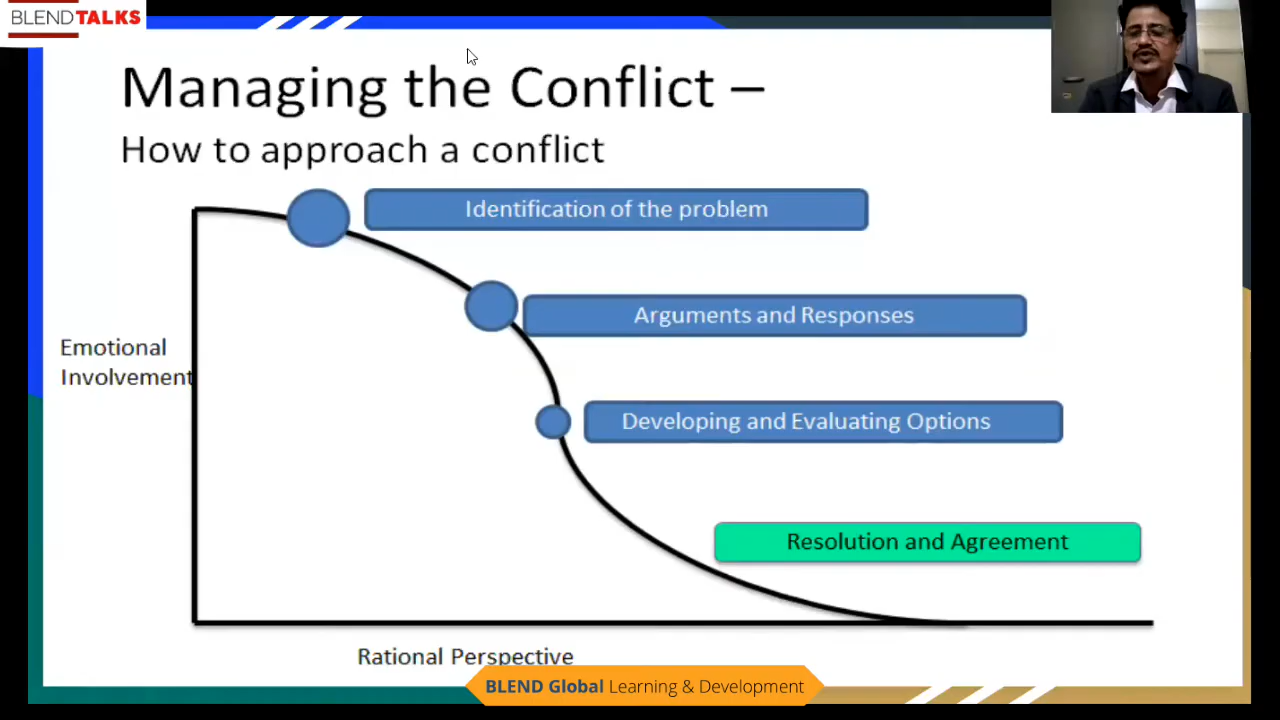 BLENDTALKS
Managing the Conflict –
How to approach a conflict
Identification of the problem
Arguments and Responses
Emotional
Involvement
Developing and Evaluating Options
Resolution and Agreement
Rational Perspective
BLEND Global Learning & Development